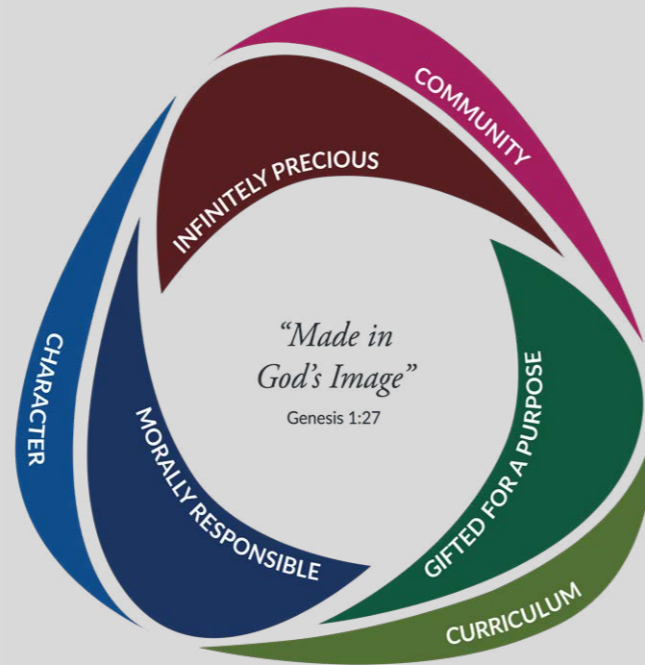 COMMUNITY
INFINITELY PRECIOUS
“Made in
God’s Image”
Genesis 1:27
CHARACTER
MORALLY RESPONSIBLE
GIFTED FOR A PURPOSE
CURRICULUM